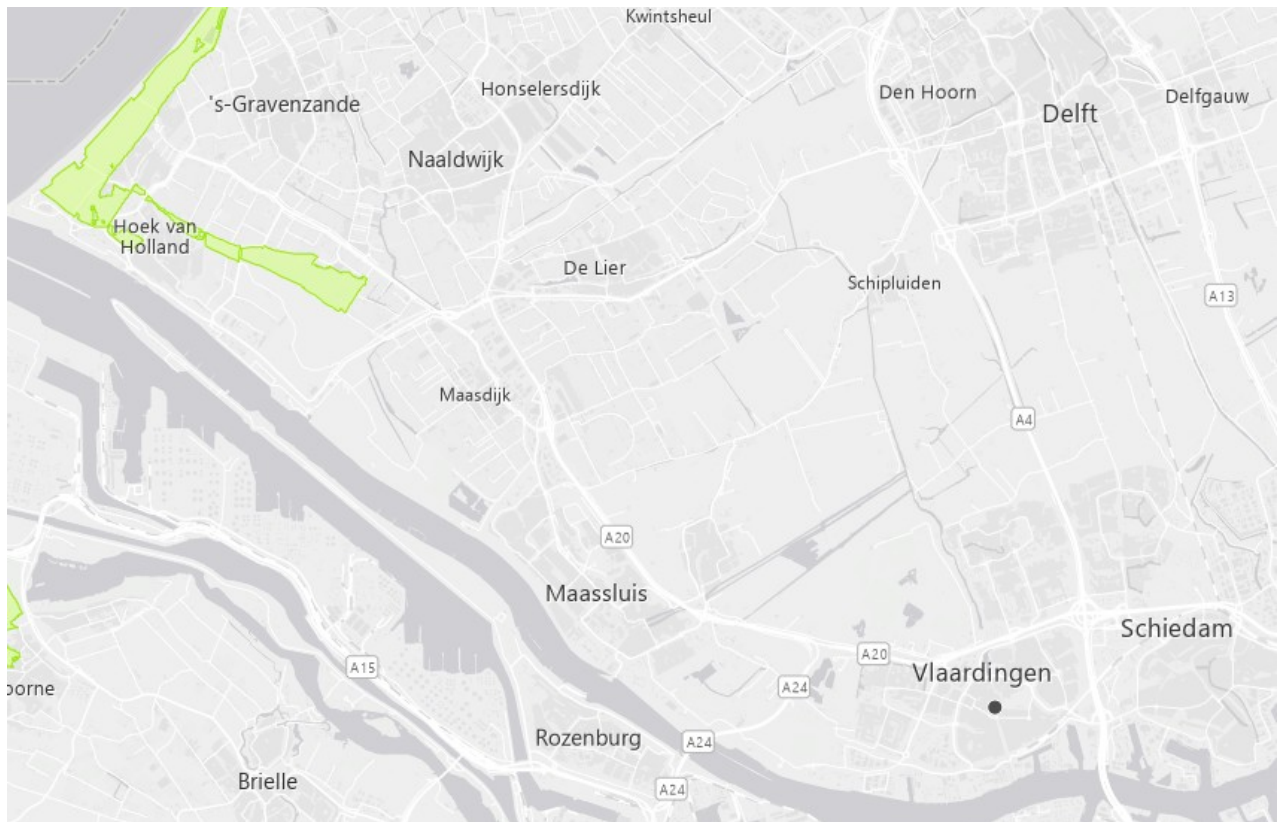 Kwintsheul
Honselersdijk
's-Gravenzande
Den Hoorn
Delfgauw
Delft
Naaldwijk
Hoek van
Holland
De Lier
Schipluiden
A13
Maasdijk
A4
A20
Maassluis
Schiedam
A20
A15
Vlaardingen
A24
oorne
Rozenburg
A24
Brielle
A24